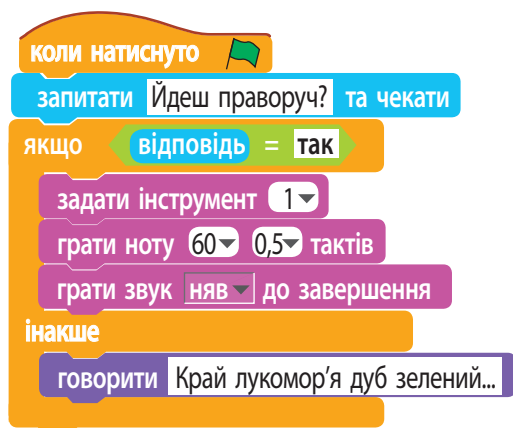 коли натиснуто
запитати Йдеш праворуч? та чекати
якщо відповідь = так
задати інструмент 1
грати ноту 60 0,5 тактів
грати звук няв до завершення
інакше
говорити Край лукомор'я дуб зелений...